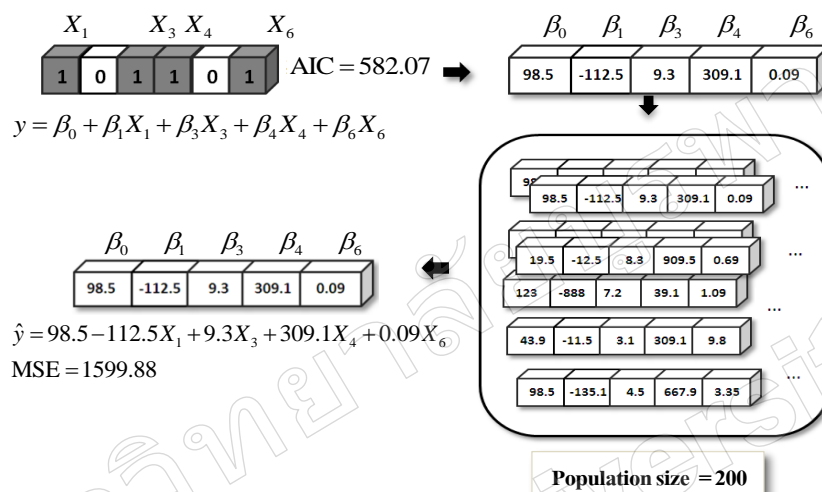 X₁ X₃ X₄ X₆
1 0 1 1 0 1
AIC = 582.07
y = β₀ + β₁X₁ + β₃X₃ + β₄X₄ + β₆X₆
β₀ β₁ β₃ β₄ β₆
98.5 -112.5 9.3 309.1 0.09
98.5 -112.5 9.3 309.1 0.09
...
19.5 -12.5 8.3 909.5 0.69
...
123 -888 7.2 39.1 1.09
...
43.9 -11.5 3.1 309.1 9.8
98.5 -135.1 4.5 667.9 3.35
...
Population size = 200
β₀ β₁ β₃ β₄ β₆
98.5 -112.5 9.3 309.1 0.09
ŷ = 98.5 − 112.5X₁ + 9.3X₃ + 309.1X₄ + 0.09X₆
MSE = 1599.88